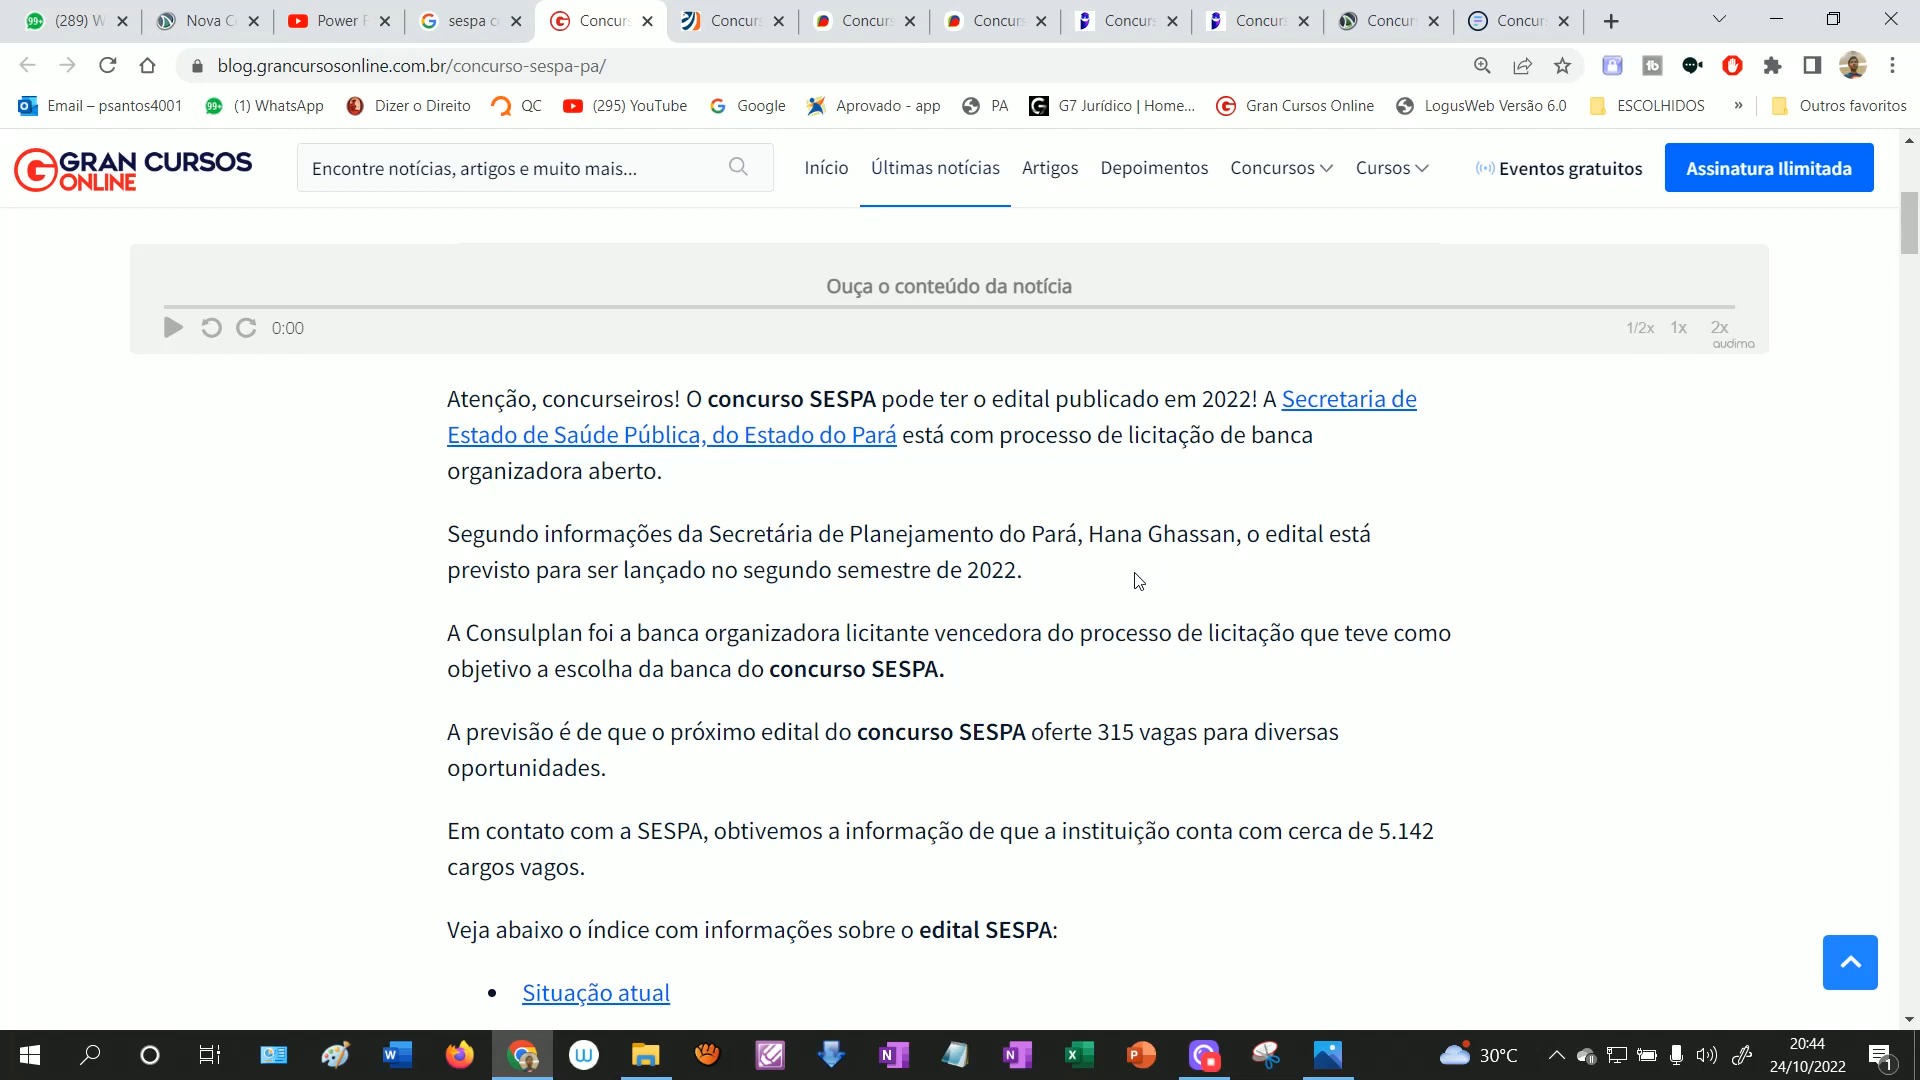 (289) W
Nova C
Power F
sespa c
Concurs
Concurs
Concurs
Concurs
Concurs
Concurs
Concur
Concurs
blog.grancursosonline.com.br/concurso-sespa-pa/
Email – psantos4001
(1) WhatsApp
Dizer o Direito
QC
(295) YouTube
Google
Aprovado - app
PA
G7 Jurídico | Home...
Gran Cursos Online
LogusWeb Versão 6.0
ESCOLHIDOS
»
Outros favoritos
GRAN CURSOS
ONLINE
Encontre notícias, artigos e muito mais...
Início
Últimas notícias
Artigos
Depoimentos
Concursos
Cursos
Eventos gratuitos
Assinatura Ilimitada
Ouça o conteúdo da notícia
0:00
1/2x 1x 2x
audima
Atenção, concurseiros! O concurso SESPA pode ter o edital publicado em 2022! A Secretaria de
Estado de Saúde Pública, do Estado do Pará está com processo de licitação de banca
organizadora aberto.
Segundo informações da Secretária de Planejamento do Pará, Hana Ghassan, o edital está
previsto para ser lançado no segundo semestre de 2022.
A Consulplan foi a banca organizadora licitante vencedora do processo de licitação que teve como
objetivo a escolha da banca do concurso SESPA.
A previsão é de que o próximo edital do concurso SESPA oferte 315 vagas para diversas
oportunidades.
Em contato com a SESPA, obtivemos a informação de que a instituição conta com cerca de 5.142
cargos vagos.
Veja abaixo o índice com informações sobre o edital SESPA:
• Situação atual
30°C
20:44
24/10/2022
1